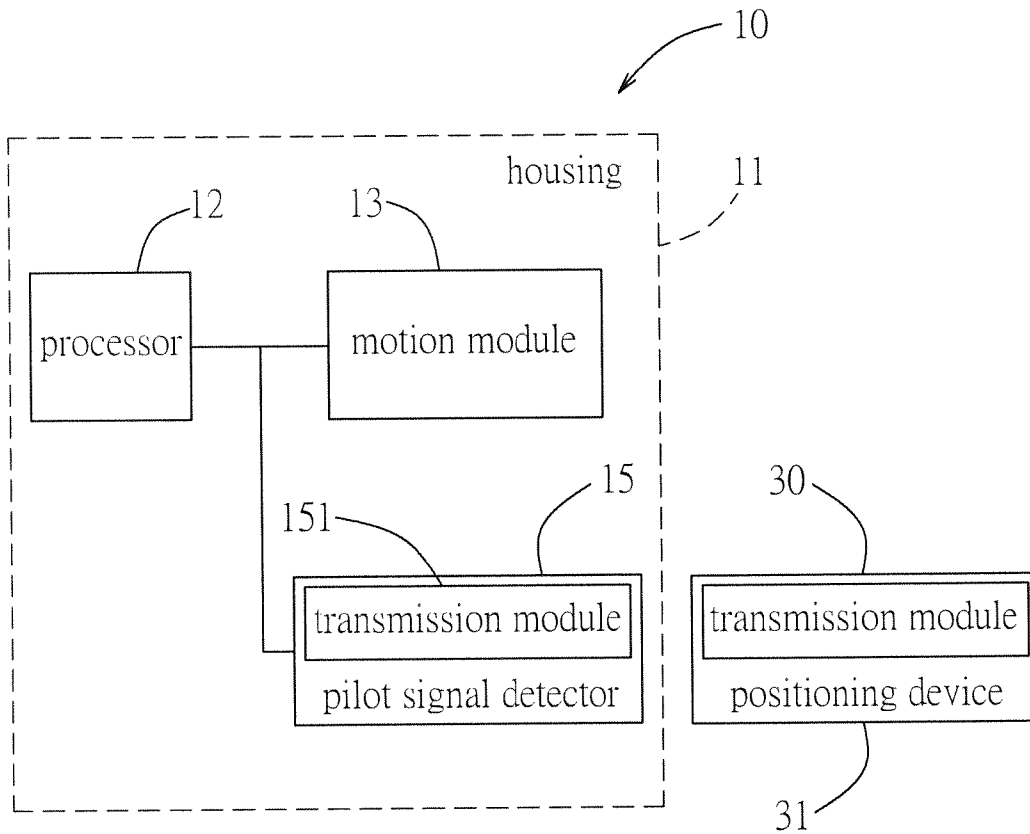 10
housing
11
12
13
processor
motion module
15
30
151
transmission module
pilot signal detector
transmission module
positioning device
31